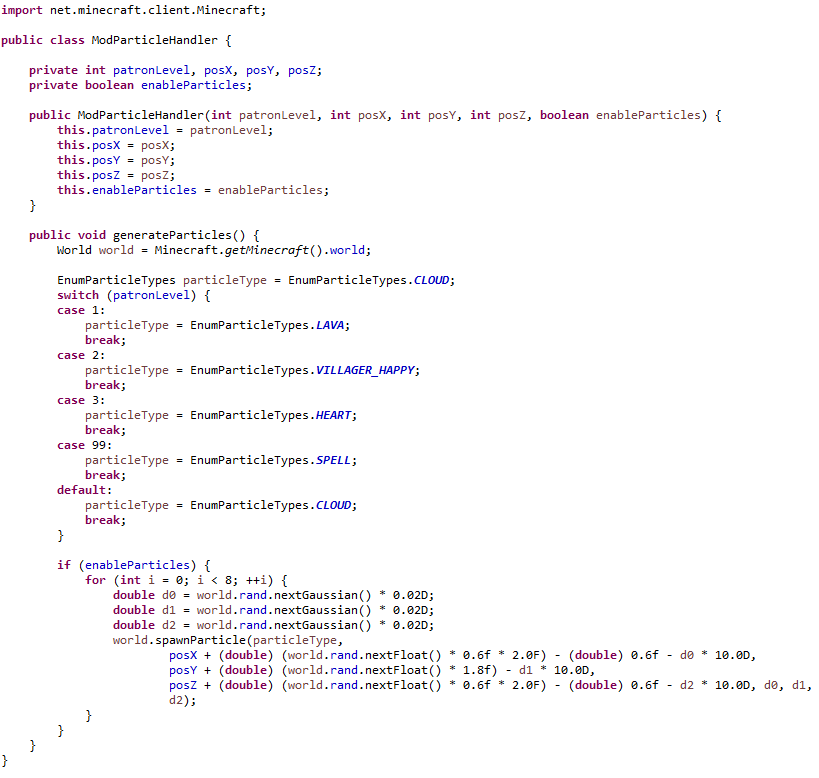 import net.minecraft.client.Minecraft;
public class ModParticleHandler {
private int patronLevel, posX, posY, posZ;
private boolean enableParticles;
public ModParticleHandler(int patronLevel, int posX, int posY, int posZ, boolean enableParticles) {
this.patronLevel = patronLevel;
this.posX = posX;
this.posY = posY;
this.posZ = posZ;
this.enableParticles = enableParticles;
}
public void generateParticles() {
World world = Minecraft.getMinecraft().world;
EnumParticleTypes particleType = EnumParticleTypes.CLOUD;
switch (patronLevel) {
case 1:
particleType = EnumParticleTypes.LAVA;
break;
case 2:
particleType = EnumParticleTypes.VILLAGER_HAPPY;
break;
case 3:
particleType = EnumParticleTypes.HEART;
break;
case 99:
particleType = EnumParticleTypes.SPELL;
break;
default:
particleType = EnumParticleTypes.CLOUD;
break;
}
if (enableParticles) {
for (int i = 0; i < 8; ++i) {
double d0 = world.rand.nextGaussian() * 0.02D;
double d1 = world.rand.nextGaussian() * 0.02D;
double d2 = world.rand.nextGaussian() * 0.02D;
world.spawnParticle(particleType,
posX + (double) (world.rand.nextFloat() * 0.6f * 2.0F) - (double) 0.6f - d0 * 10.0D,
posY + (double) (world.rand.nextFloat() * 1.8f) - d1 * 10.0D,
posZ + (double) (world.rand.nextFloat() * 0.6f * 2.0F) - (double) 0.6f - d2 * 10.0D, d0, d1,
d2);
}
}
}
}